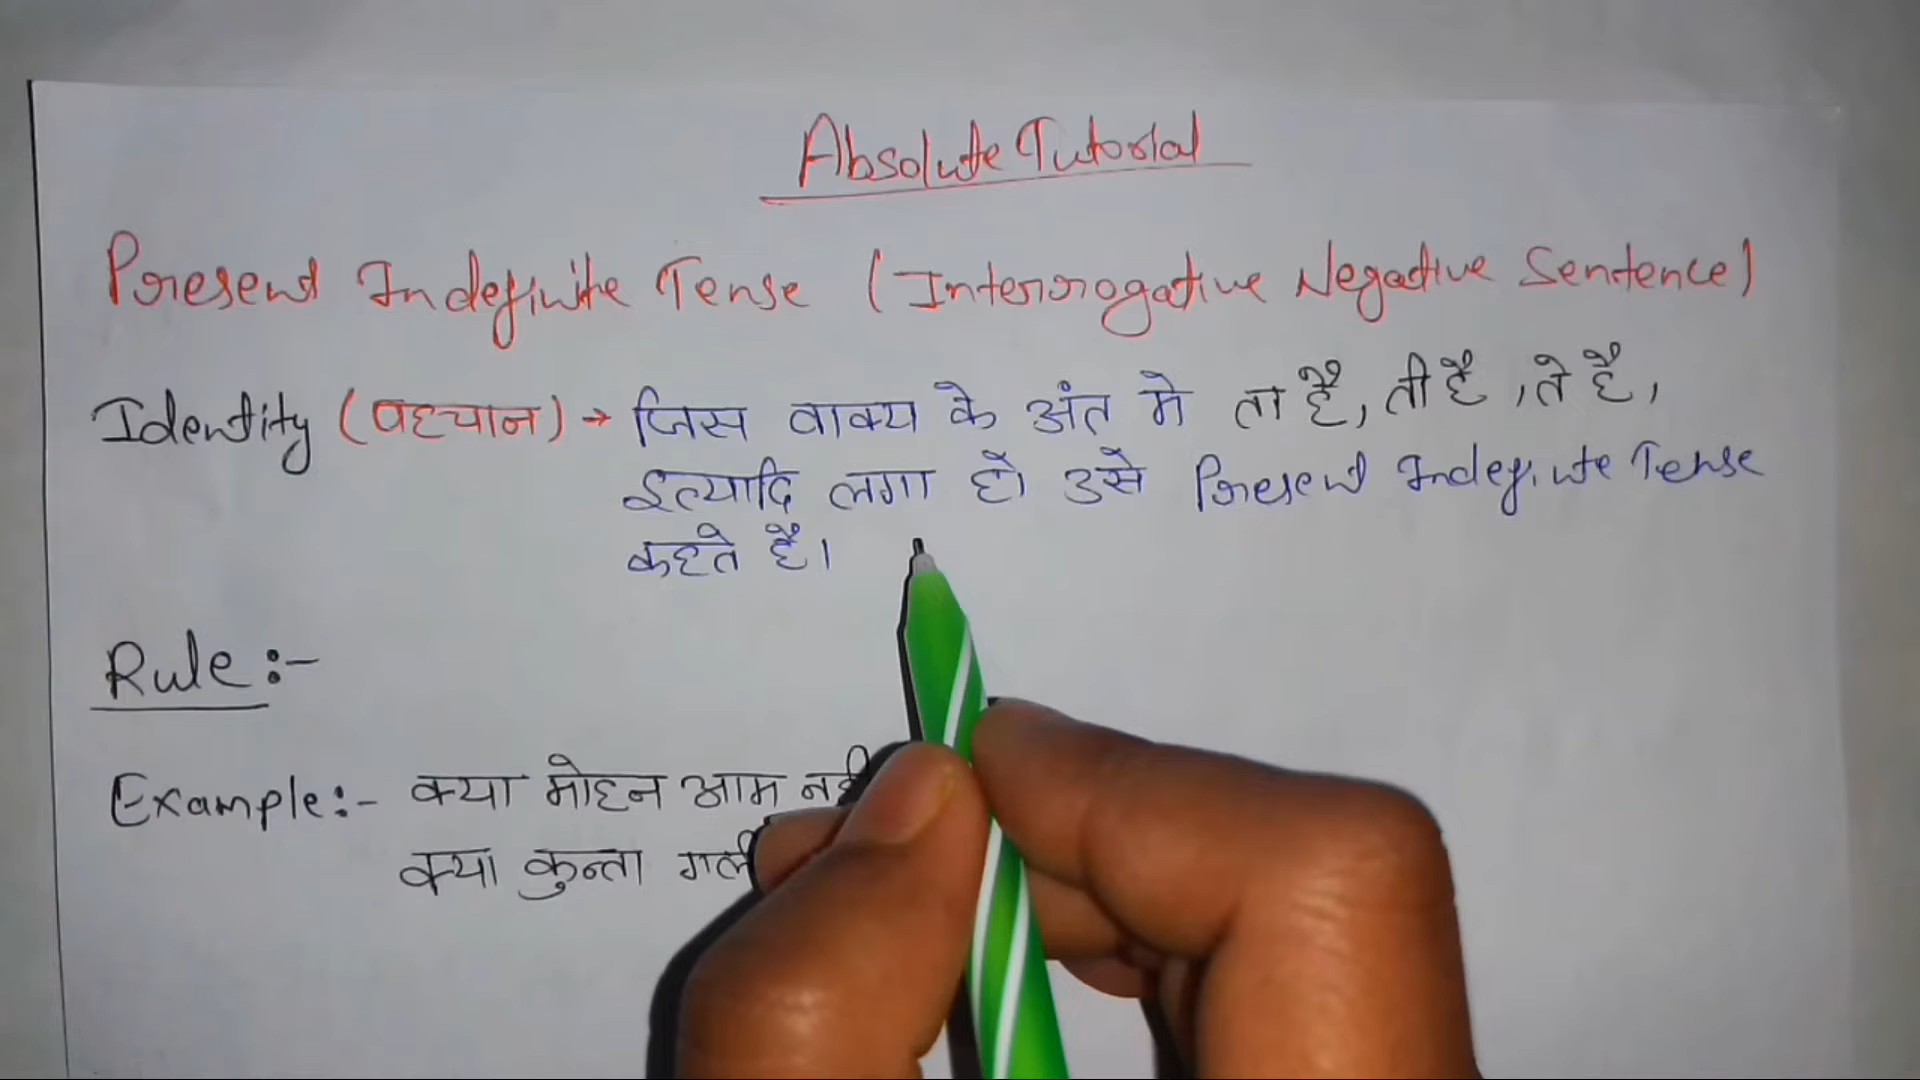 Absolute Tutorial
Present Indefinite Tense (Interrogative Negative Sentence)
Identity (पहचान) → जिस वाक्य के अंत मे ता है, ती है, ते है,
इत्यादि लगा हो उसे Present Indefinite Tense
कहते है।
Rule:-
Example:- क्या मोहन आम
क्या कुन्ता